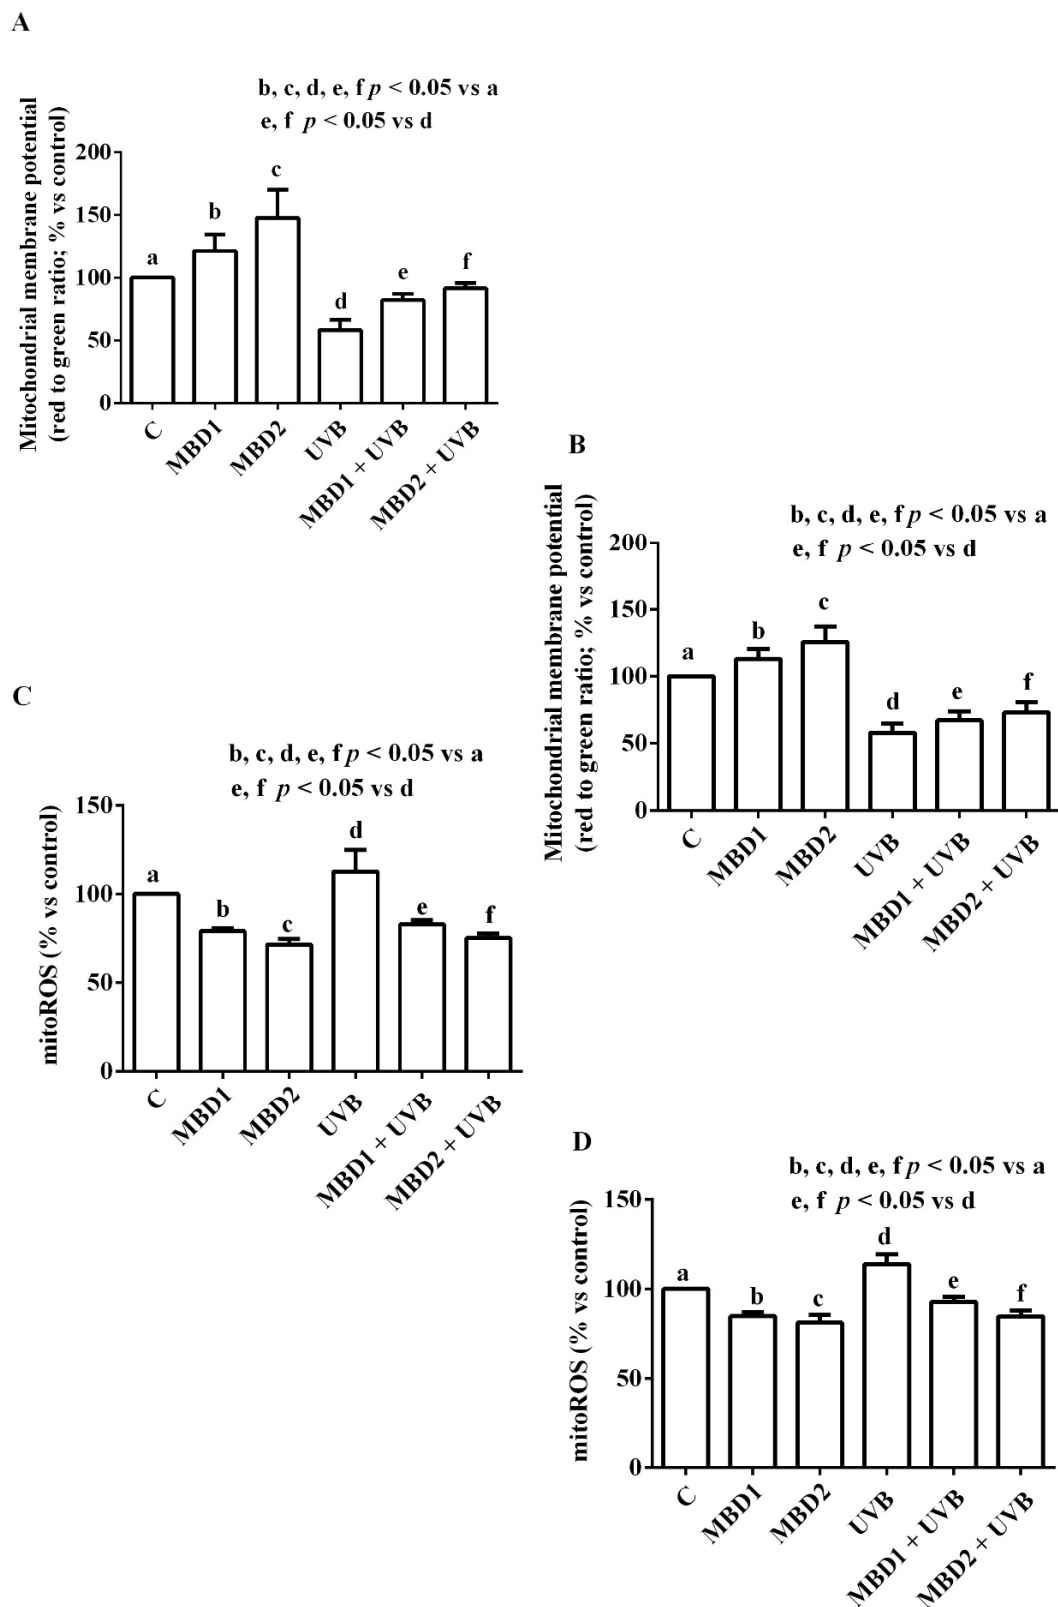 A
b, c, d, e, f p < 0.05 vs a
e, f p < 0.05 vs d
Mitochondrial membrane potential
(red to green ratio; % vs control)
200
150
100
50
0
a
b
c
d
e
f
C
MBD1
MBD2
UVB
MBD1 + UVB
MBD2 + UVB
B
b, c, d, e, f p < 0.05 vs a
e, f p < 0.05 vs d
Mitochondrial membrane potential
(red to green ratio; % vs control)
200
150
100
50
0
a
b
c
d
e
f
C
MBD1
MBD2
UVB
MBD1 + UVB
MBD2 + UVB
C
b, c, d, e, f p < 0.05 vs a
e, f p < 0.05 vs d
mitoROS (% vs control)
150
100
50
0
a
b
c
d
e
f
C
MBD1
MBD2
UVB
MBD1 + UVB
MBD2 + UVB
D
b, c, d, e, f p < 0.05 vs a
e, f p < 0.05 vs d
mitoROS (% vs control)
150
100
50
0
a
b
c
d
e
f
C
MBD1
MBD2
UVB
MBD1 + UVB
MBD2 + UVB